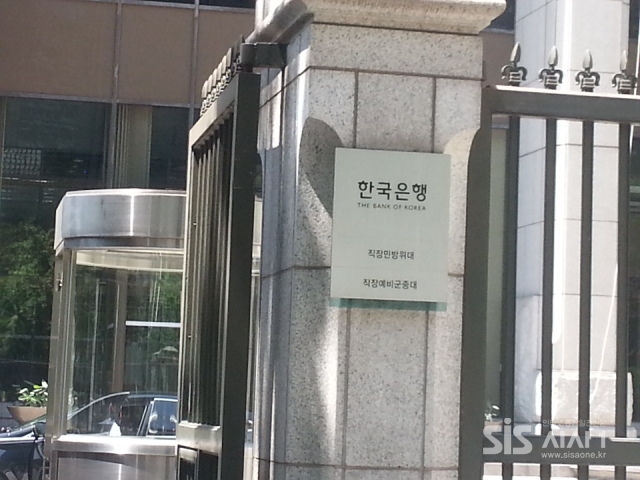 한국은행
THE BANK OF KOREA
직장민방위대
직장예비군중대
SiS 시사
www.sisaone.kr